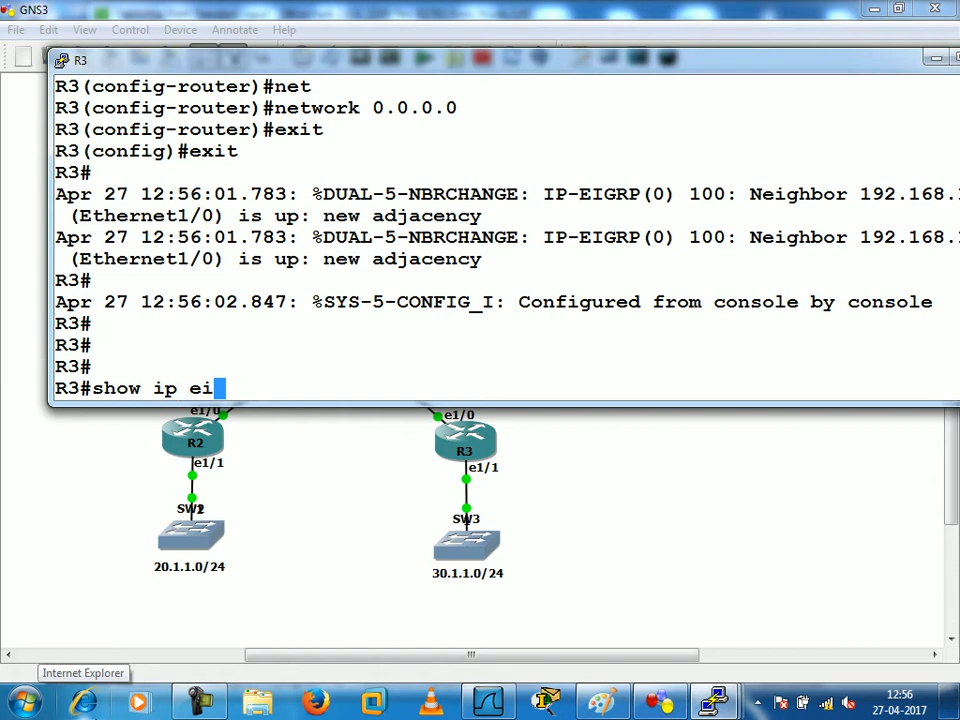 GNS3
File Edit View Control Device Annotate Help
R3
R3(config-router)#net
R3(config-router)#network 0.0.0.0
R3(config-router)#exit
R3(config)#exit
R3#
Apr 27 12:56:01.783: %DUAL-5-NBRCHANGE: IP-EIGRP(0) 100: Neighbor 192.168.1
(Ethernet1/0) is up: new adjacency
Apr 27 12:56:01.783: %DUAL-5-NBRCHANGE: IP-EIGRP(0) 100: Neighbor 192.168.1
(Ethernet1/0) is up: new adjacency
R3#
Apr 27 12:56:02.847: %SYS-5-CONFIG_I: Configured from console by console
R3#
R3#
R3#
R3#show ip ei
e1/0 e1/0
R2 R3
e1/1 e1/1
SW3
20.1.1.0/24 30.1.1.0/24
Internet Explorer
12:56
27-04-2017